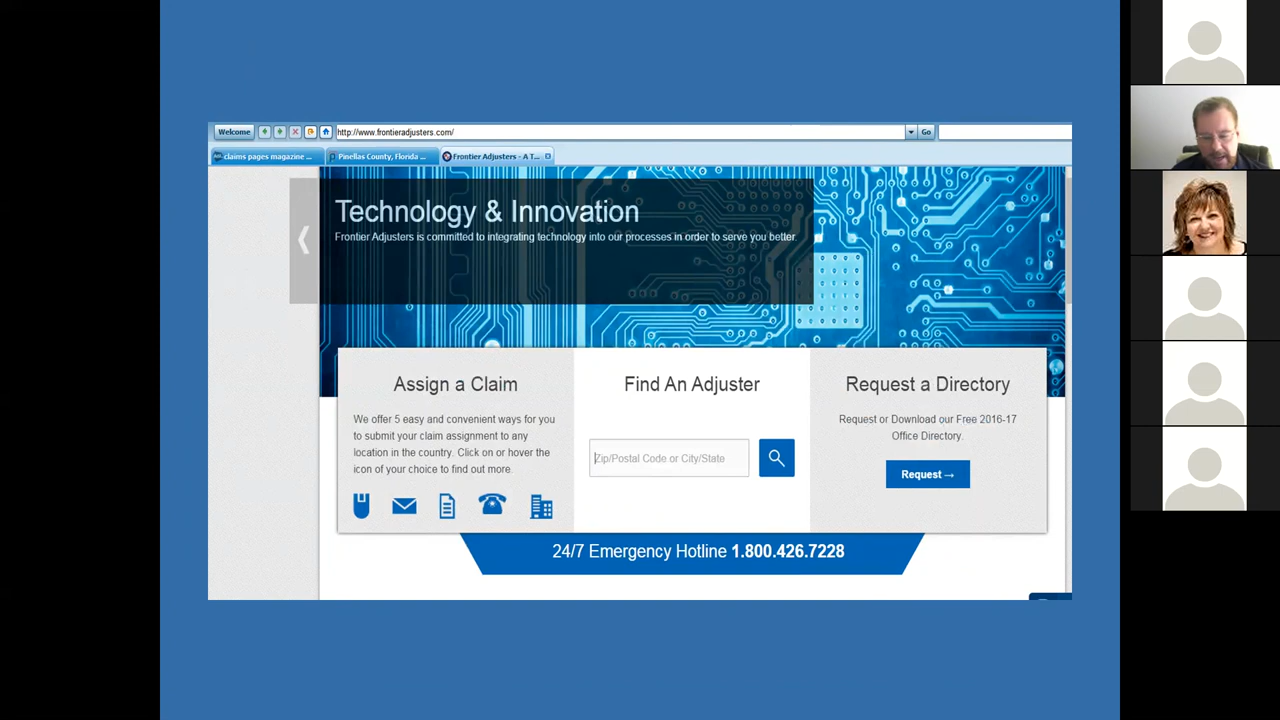 Welcome
http://www.frontieradjusters.com/
Go
claims pages magazine ...
Pinellas County, Florida ...
Frontier Adjusters - A T...
Technology & Innovation
Frontier Adjusters is committed to integrating technology into our processes in order to serve you better.
Assign a Claim
We offer 5 easy and convenient ways for you
to submit your claim assignment to any
location in the country. Click on or hover the
icon of your choice to find out more.
Find An Adjuster
Zip/Postal Code or City/State
Request a Directory
Request or Download our Free 2016-17
Office Directory.
Request →
24/7 Emergency Hotline 1.800.426.7228